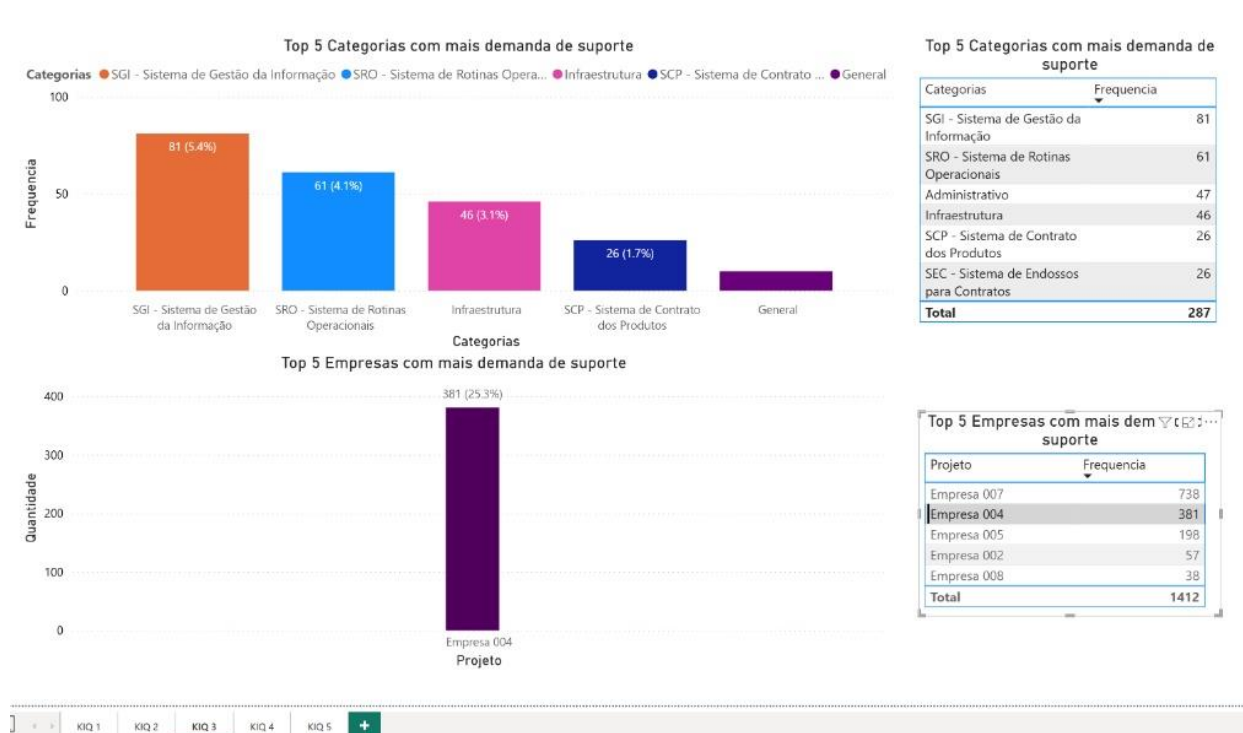 Top 5 Categorias com mais demanda de suporte
Categorias SGI - Sistema de Gestão da Informação SRO - Sistema de Rotinas Opera... Infraestrutura SCP - Sistema de Contrato ... General
100
50
0
Frequencia
81 (5.4%)
61 (4.1%)
46 (3.1%)
26 (1.7%)
SGI - Sistema de Gestão
da Informação
SRO - Sistema de Rotinas
Operacionais
Infraestrutura
SCP - Sistema de Contrato
dos Produtos
General
Categorias
Top 5 Categorias com mais demanda de
suporte
Categorias Frequencia
SGI - Sistema de Gestão da
Informação 81
SRO - Sistema de Rotinas
Operacionais 61
Administrativo 47
Infraestrutura 46
SCP - Sistema de Contrato
dos Produtos 26
SEC - Sistema de Endossos
para Contratos 26
Total 287
Top 5 Empresas com mais demanda de suporte
400
300
200
100
0
Quantidade
381 (25.3%)
Empresa 004
Projeto
Top 5 Empresas com mais dem
suporte
Projeto Frequencia
Empresa 007 738
Empresa 004 381
Empresa 005 198
Empresa 002 57
Empresa 008 38
Total 1412
KIQ 1 KIQ 2 KIQ 3 KIQ 4 KIQ 5 +